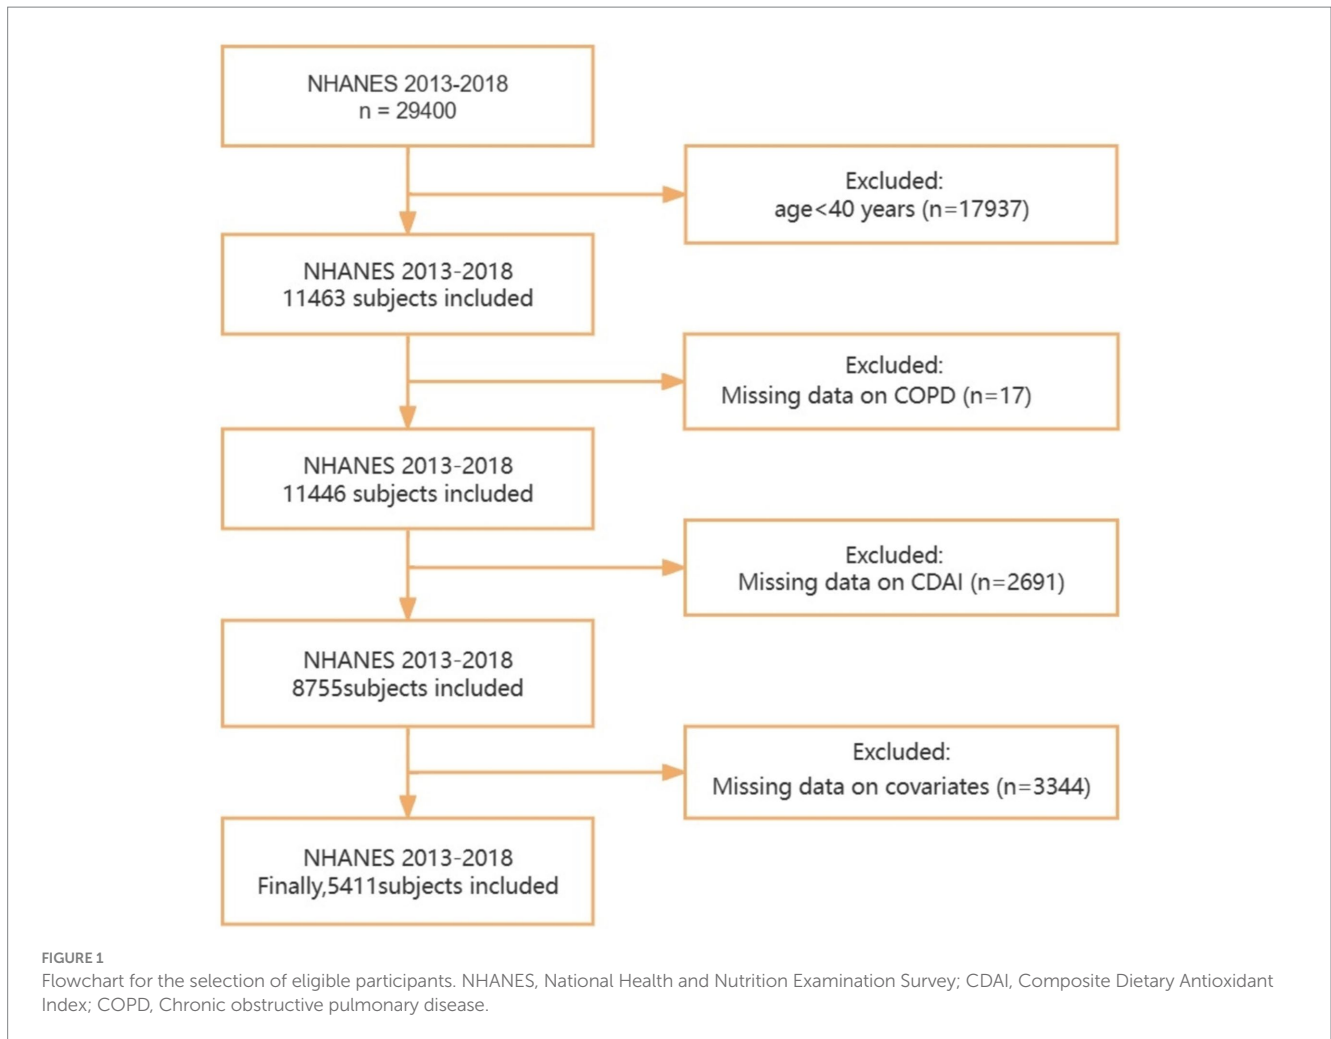 NHANES 2013-2018
n = 29400
Excluded:
age<40 years (n=17937)
NHANES 2013-2018
11463 subjects included
Excluded:
Missing data on COPD (n=17)
NHANES 2013-2018
11446 subjects included
Excluded:
Missing data on CDAI (n=2691)
NHANES 2013-2018
8755subjects included
Excluded:
Missing data on covariates (n=3344)
NHANES 2013-2018
Finally,5411subjects included
FIGURE 1
Flowchart for the selection of eligible participants. NHANES, National Health and Nutrition Examination Survey; CDAI, Composite Dietary Antioxidant
Index; COPD, Chronic obstructive pulmonary disease.